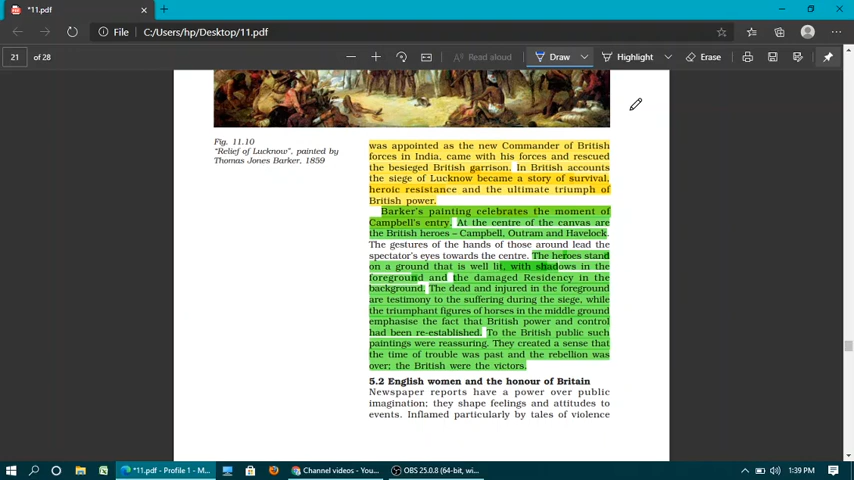 *11.pdf
File
C:/Users/hp/Desktop/11.pdf
21 of 28
Read aloud
Draw
Highlight
Erase
Fig. 11.10
"Relief of Lucknow", painted by
Thomas Jones Barker, 1859
was appointed as the new Commander of British
forces in India, came with his forces and rescued
the besieged British garrison. In British accounts
the siege of Lucknow became a story of survival,
heroic resistance and the ultimate triumph of
British power.
Barker's painting celebrates the moment of
Campbell's entry. At the centre of the canvas are
the British heroes – Campbell, Outram and Havelock.
The gestures of the hands of those around lead the
spectator's eyes towards the centre. The heroes stand
on a ground that is well lit, with shadows in the
foreground and the damaged Residency in the
background. The dead and injured in the foreground
are testimony to the suffering during the siege, while
the triumphant figures of horses in the middle ground
emphasise the fact that British power and control
had been re-established. To the British public such
paintings were reassuring. They created a sense that
the time of trouble was past and the rebellion was
over; the British were the victors.
5.2 English women and the honour of Britain
Newspaper reports have a power over public
imagination; they shape feelings and attitudes to
events. Inflamed particularly by tales of violence
*11.pdf - Profile 1 - M...
Channel videos - You...
OBS 25.0.8 (64-bit, wi...
1:39 PM